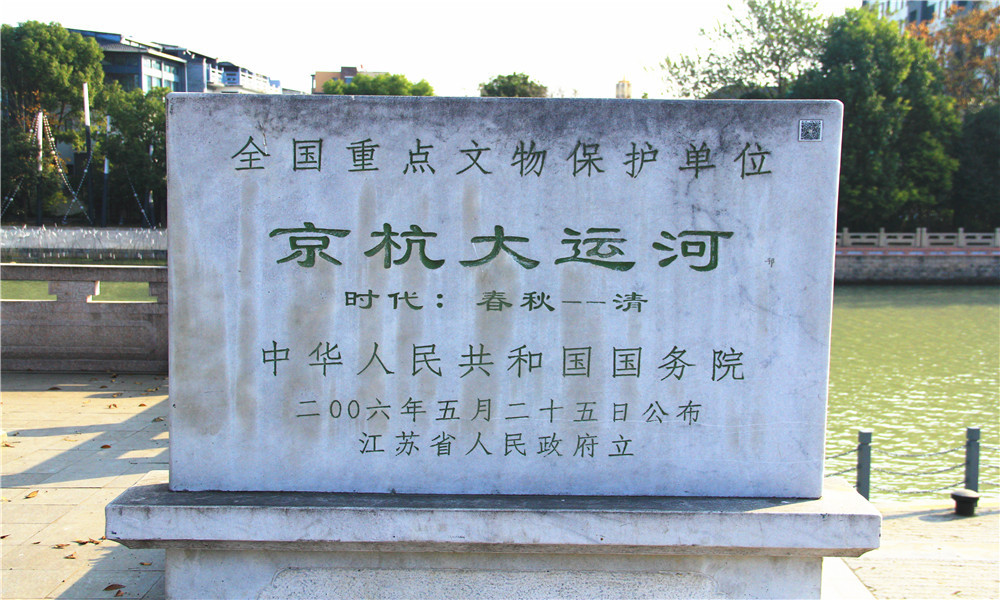 全国重点文物保护单位
京杭大运河
时代：春秋——清
中华人民共和国国务院
二00六年五月二十五日公布
江苏省人民政府立